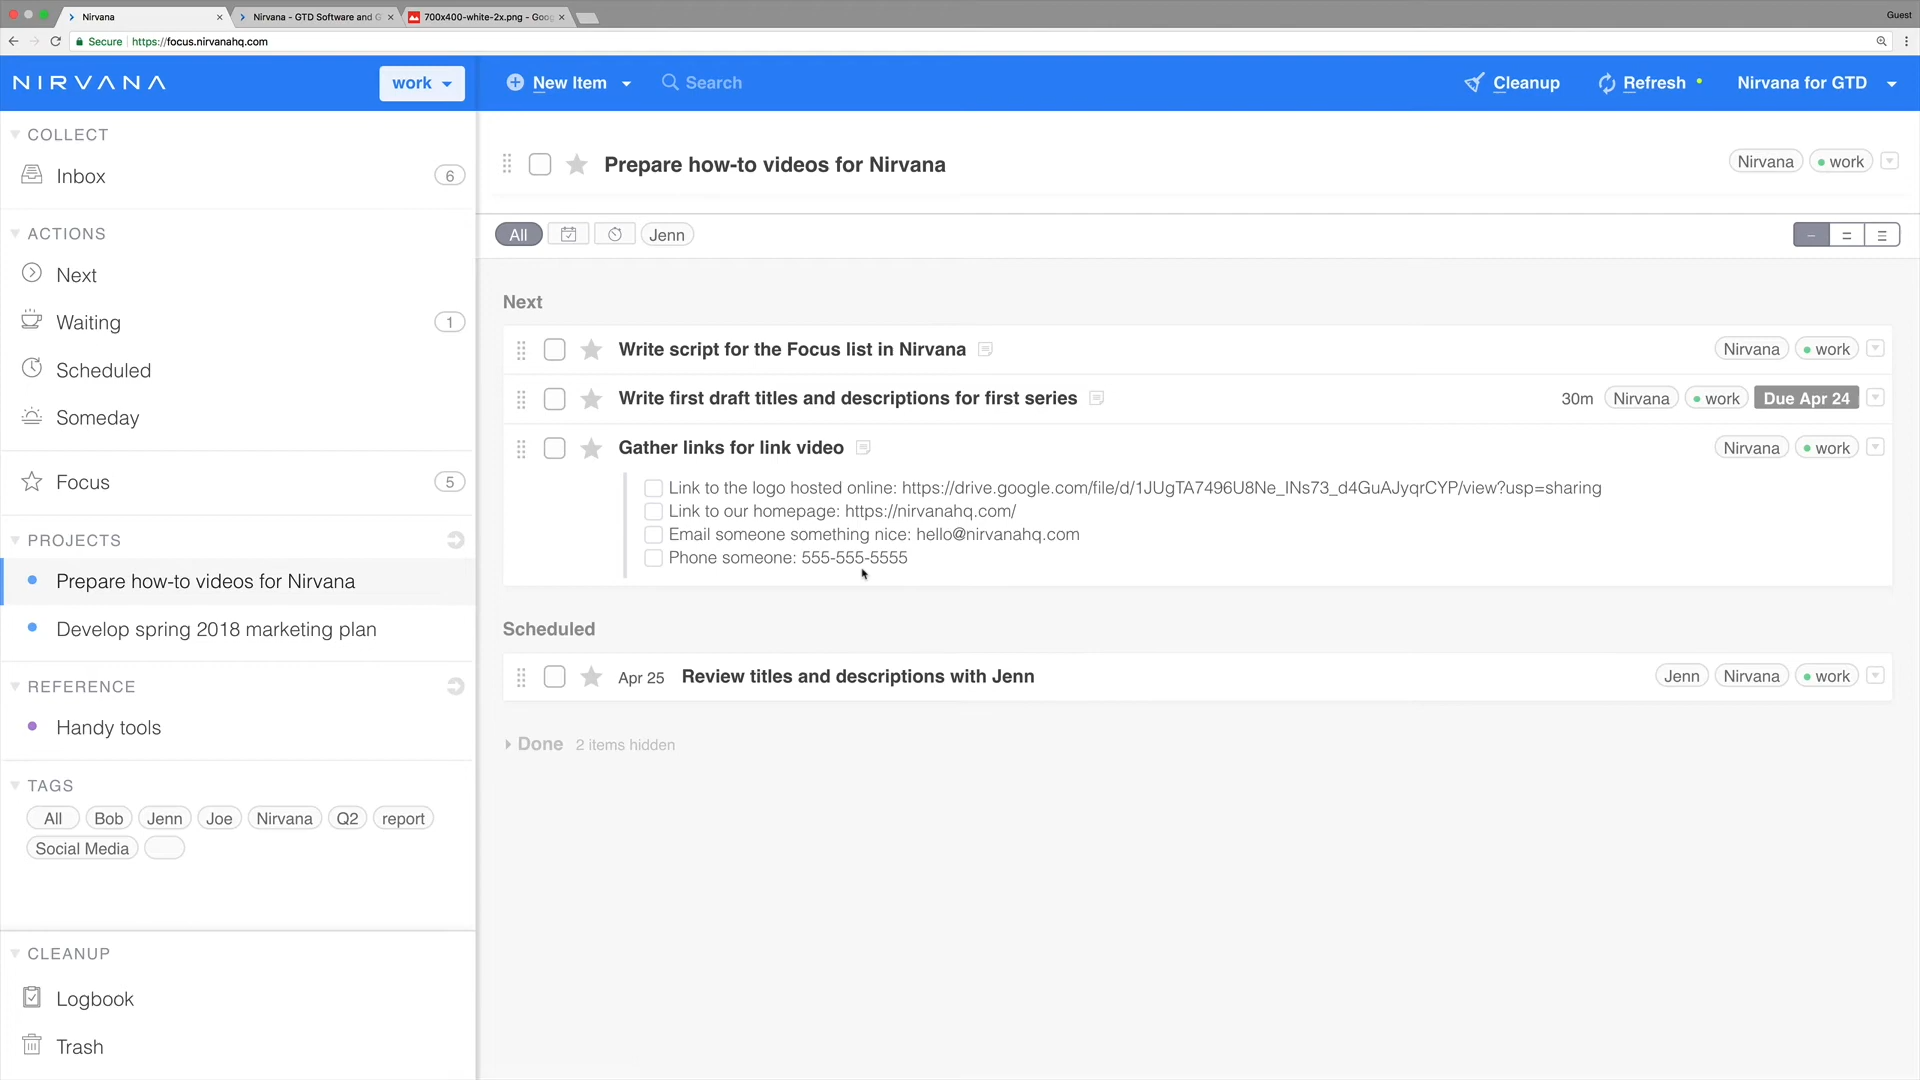 Nirvana
Nirvana - GTD Software and G
700x400-white-2x.png - Goog
Guest
Secure
https://focus.nirvanahq.com
NIRVANA
work
New Item
Search
Cleanup
Refresh
Nirvana for GTD
COLLECT
Inbox 6
ACTIONS
Next
Waiting 1
Scheduled
Someday
Focus 5
PROJECTS
Prepare how-to videos for Nirvana
Develop spring 2018 marketing plan
REFERENCE
Handy tools
TAGS
All Bob Jenn Joe Nirvana Q2 report
Social Media
CLEANUP
Logbook
Trash
Prepare how-to videos for Nirvana Nirvana work
All Jenn
Next
Write script for the Focus list in Nirvana Nirvana work
Write first draft titles and descriptions for first series 30m Nirvana work Due Apr 24
Gather links for link video Nirvana work
Link to the logo hosted online: https://drive.google.com/file/d/1JUgTA7496U8Ne_INs73_d4GuAJyqrCYP/view?usp=sharing
Link to our homepage: https://nirvanahq.com/
Email someone something nice: hello@nirvanahq.com
Phone someone: 555-555-5555
Scheduled
Apr 25 Review titles and descriptions with Jenn Jenn Nirvana work
Done 2 items hidden